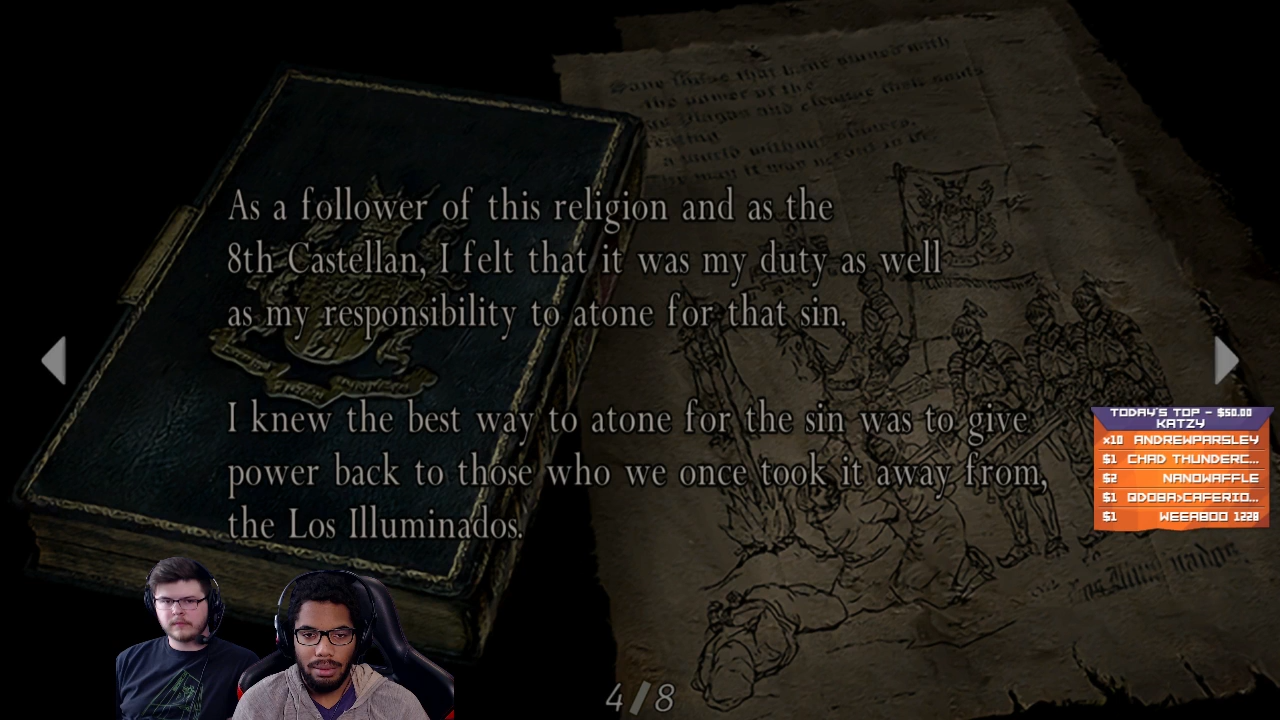 As a follower of this religion and as the
8th Castellan, I felt that it was my duty as well
as my responsibility to atone for that sin.
I knew the best way to atone for the sin was to give
power back to those who we once took it away from,
the Los Illuminados.
4/8
TODAY'S TOP - $50.00
KATZY
x10 ANDREWPARSLEY
$1 CHAD THUNDERC...
$2 NANOWAFFLE
$1 QDOBA>CAFERIO...
$1 WEEABOO 1228